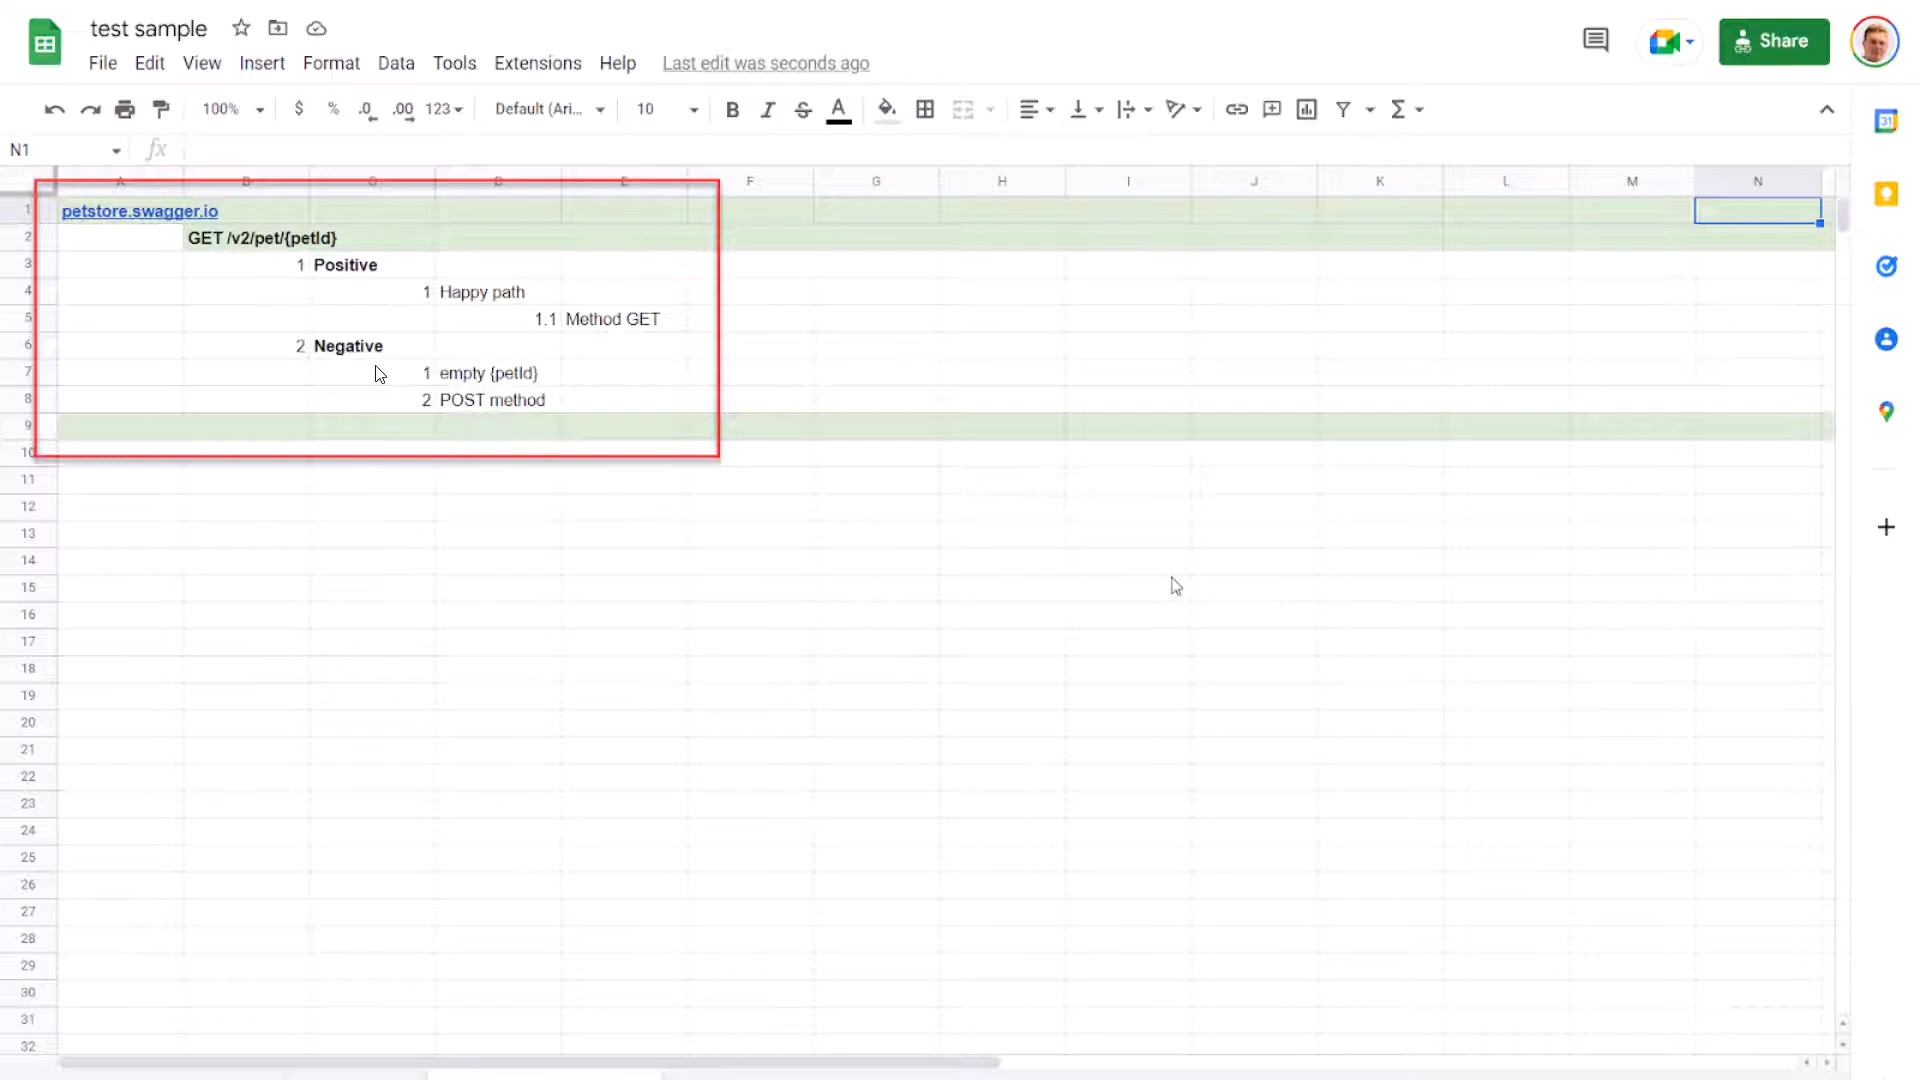 test sample
File Edit View Insert Format Data Tools Extensions Help Last edit was seconds ago
Share
100% $ % .0 .00 123 Default (Ari... 10 B I S A Σ
31
N1 fx
A B C D E F G H I J K L M N
1 petstore.swagger.io
2 GET /v2/pet/{petId}
3 1 Positive
4 1 Happy path
5 1.1 Method GET
6 2 Negative
7 1 empty {petId}
8 2 POST method
9
10
11
12
13
14
15
16
17
18
19
20
21
22
23
24
25
26
27
28
29
30
31
32